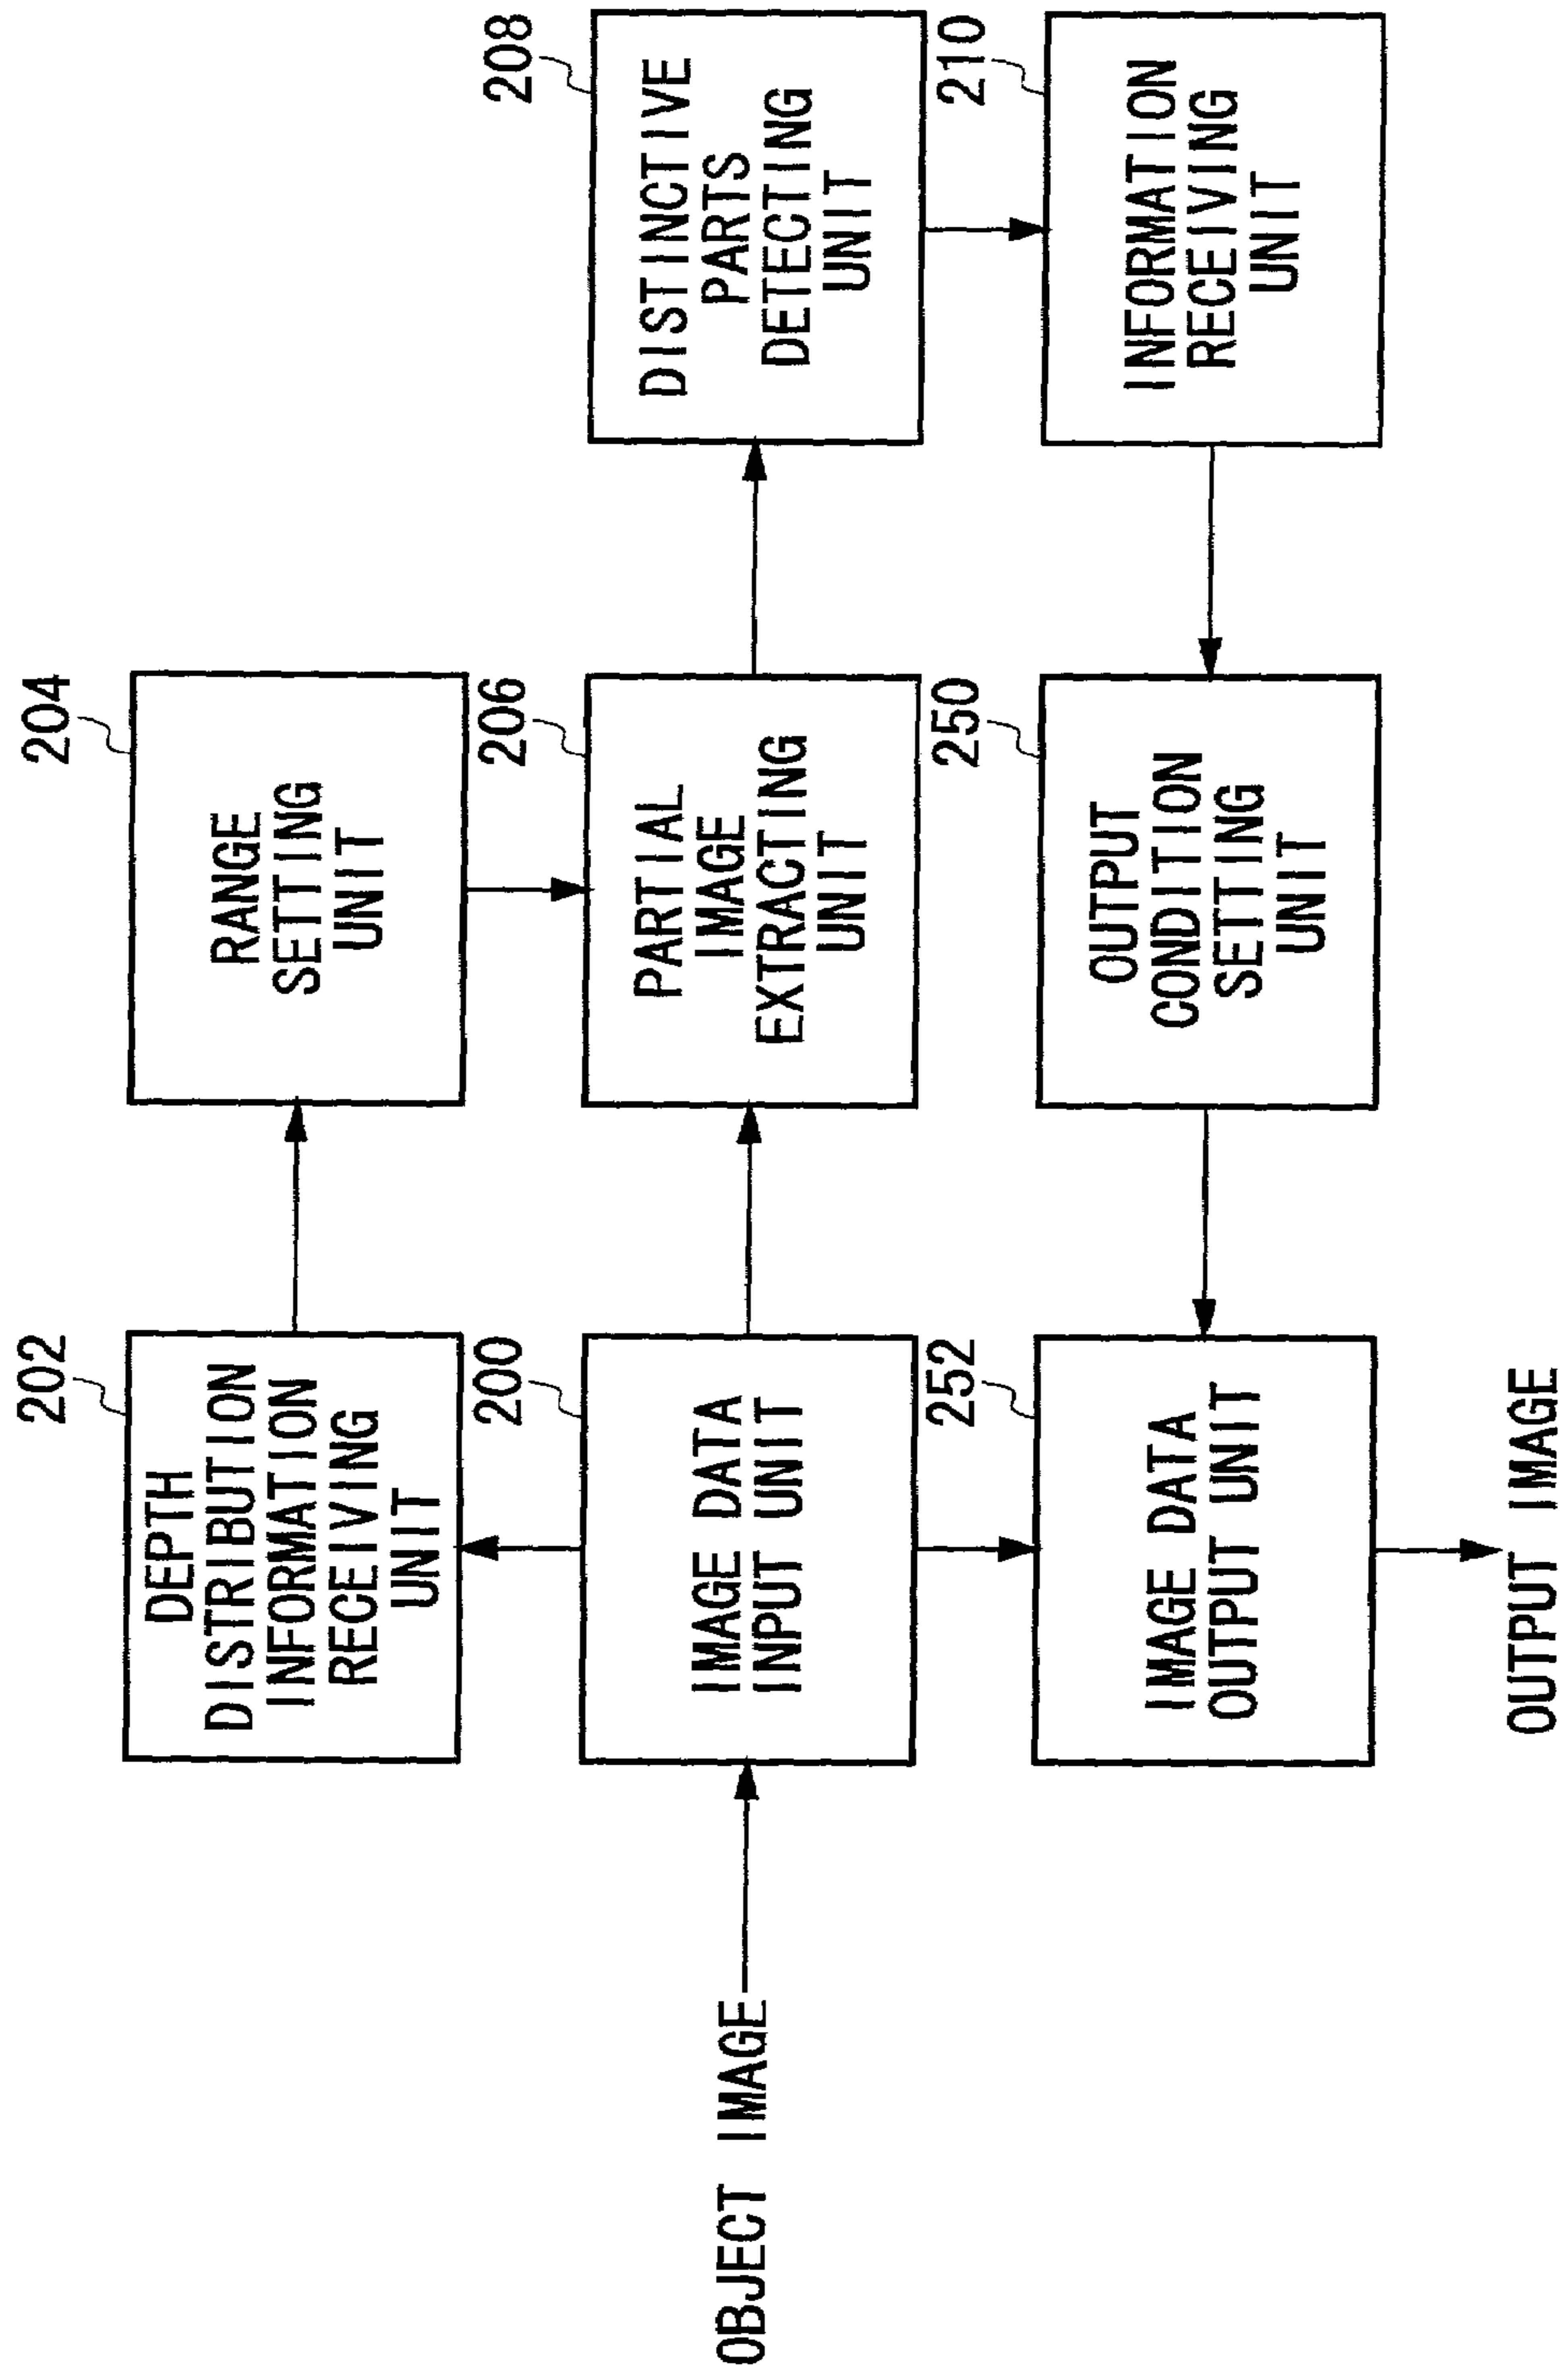 202
DEPTH
DISTRIBUTION
INFORMATION
RECEIVING
UNIT
204
RANGE
SETTING
UNIT
OBJECT IMAGE
200
IMAGE DATA
INPUT UNIT
206
PARTIAL
IMAGE
EXTRACTING
UNIT
208
DISTINCTIVE
PARTS
DETECTING
UNIT
252
IMAGE DATA
OUTPUT UNIT
250
OUTPUT
CONDITION
SETTING
UNIT
210
INFORMATION
RECEIVING
UNIT
OUTPUT IMAGE